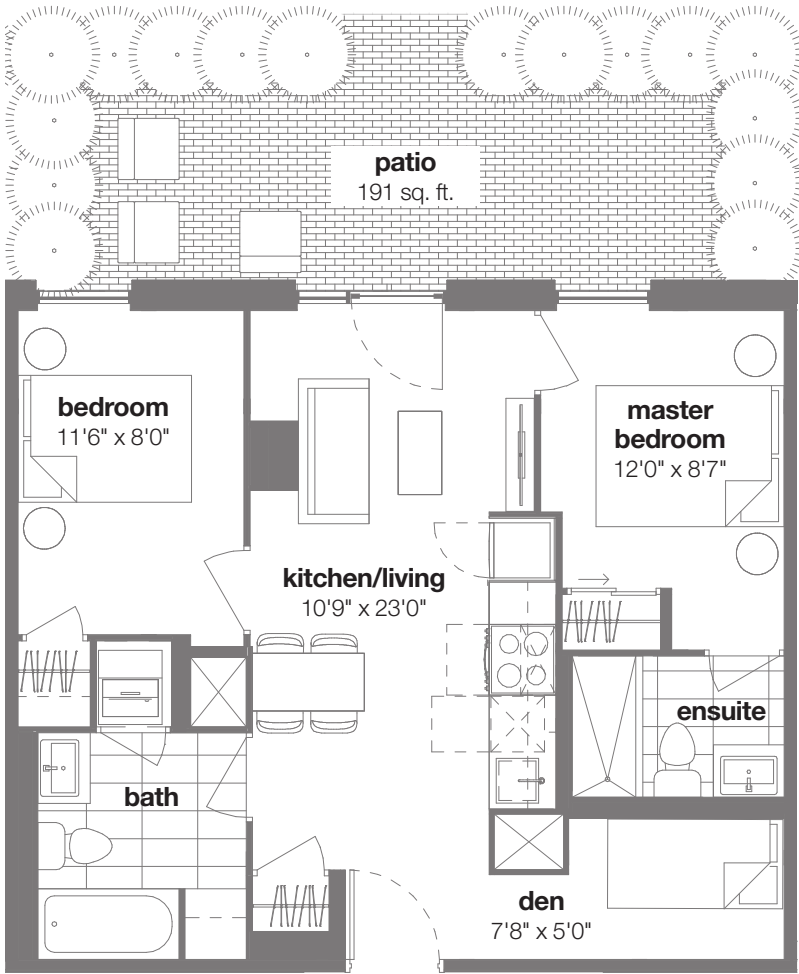 patio
191 sq. ft.
bedroom
11'6" x 8'0"
master
bedroom
12'0" x 8'7"
kitchen/living
10'9" x 23'0"
ensuite
bath
den
7'8" x 5'0"